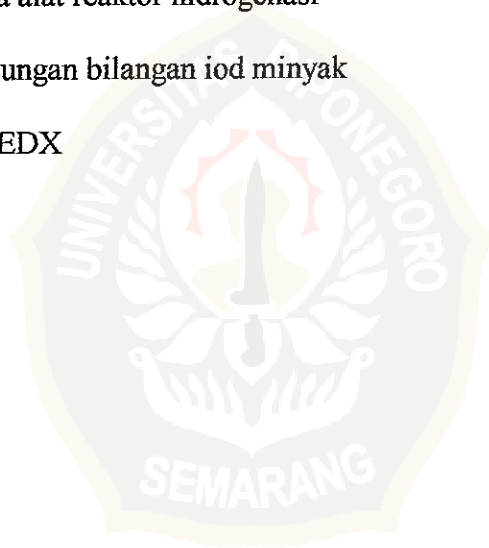 alat reaktor hidrogenasi
ungan bilangan iod minyak
EDX
UNIVERSITAS DIPONEGORO
SEMARANG